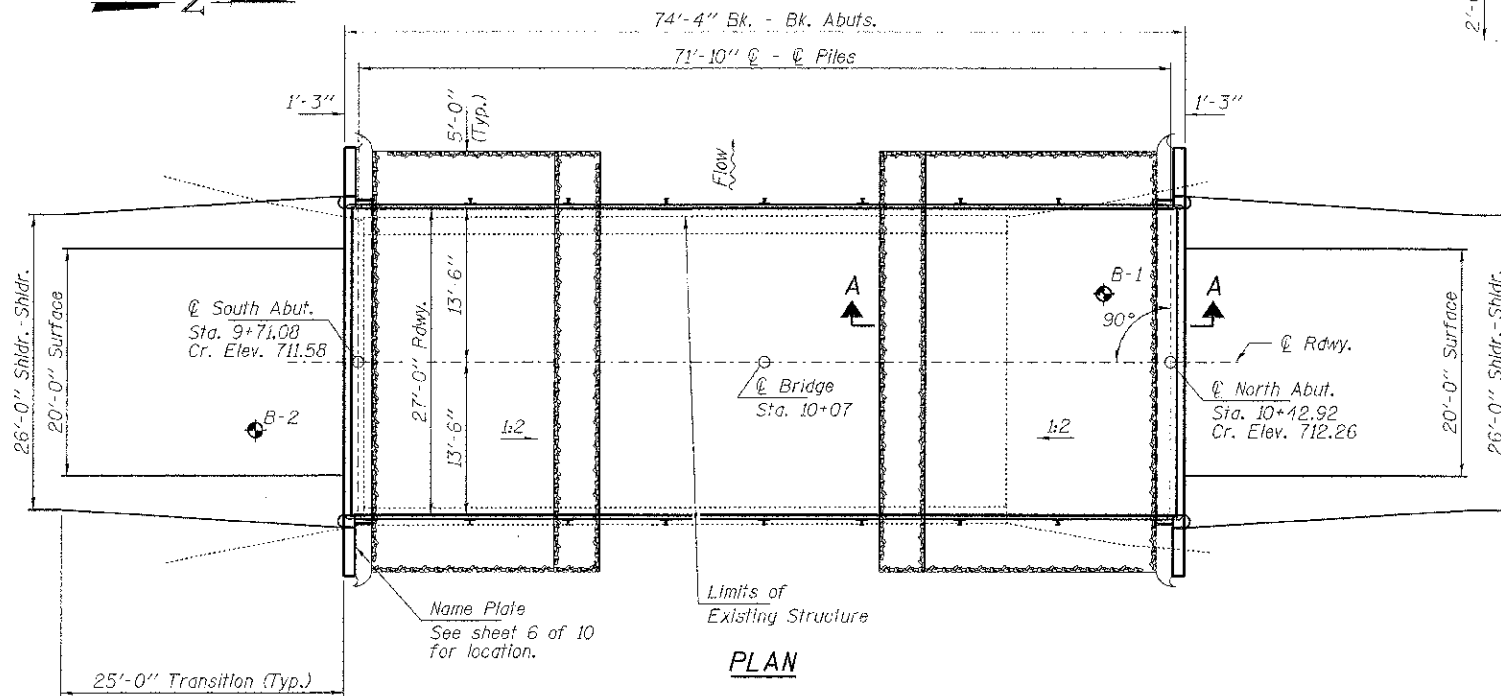 Z
74'-4" Bk. - Bk. Abuts.
71'-10" ℄ - ℄ Piles
1'-3"
5'-0"
(Typ.)
Flow
1'-3"
26'-0" Shldr.-Shldr.
20'-0" Surface
℄ South Abut.
Sta. 9+71.08
Cr. Elev. 711.58
B-2
27'-0" Rdwy.
13'-6"
13'-6"
1:2
℄ Bridge
Sta. 10+07
A
B-1
90°
A
℄ Rdwy.
1:2
℄ North Abut.
Sta. 10+42.92
Cr. Elev. 712.26
20'-0" Surface
26'-0" Shldr.-Shldr.
Name Plate
See sheet 6 of 10
for location.
Limits of
Existing Structure
25'-0" Transition (Typ.)
PLAN